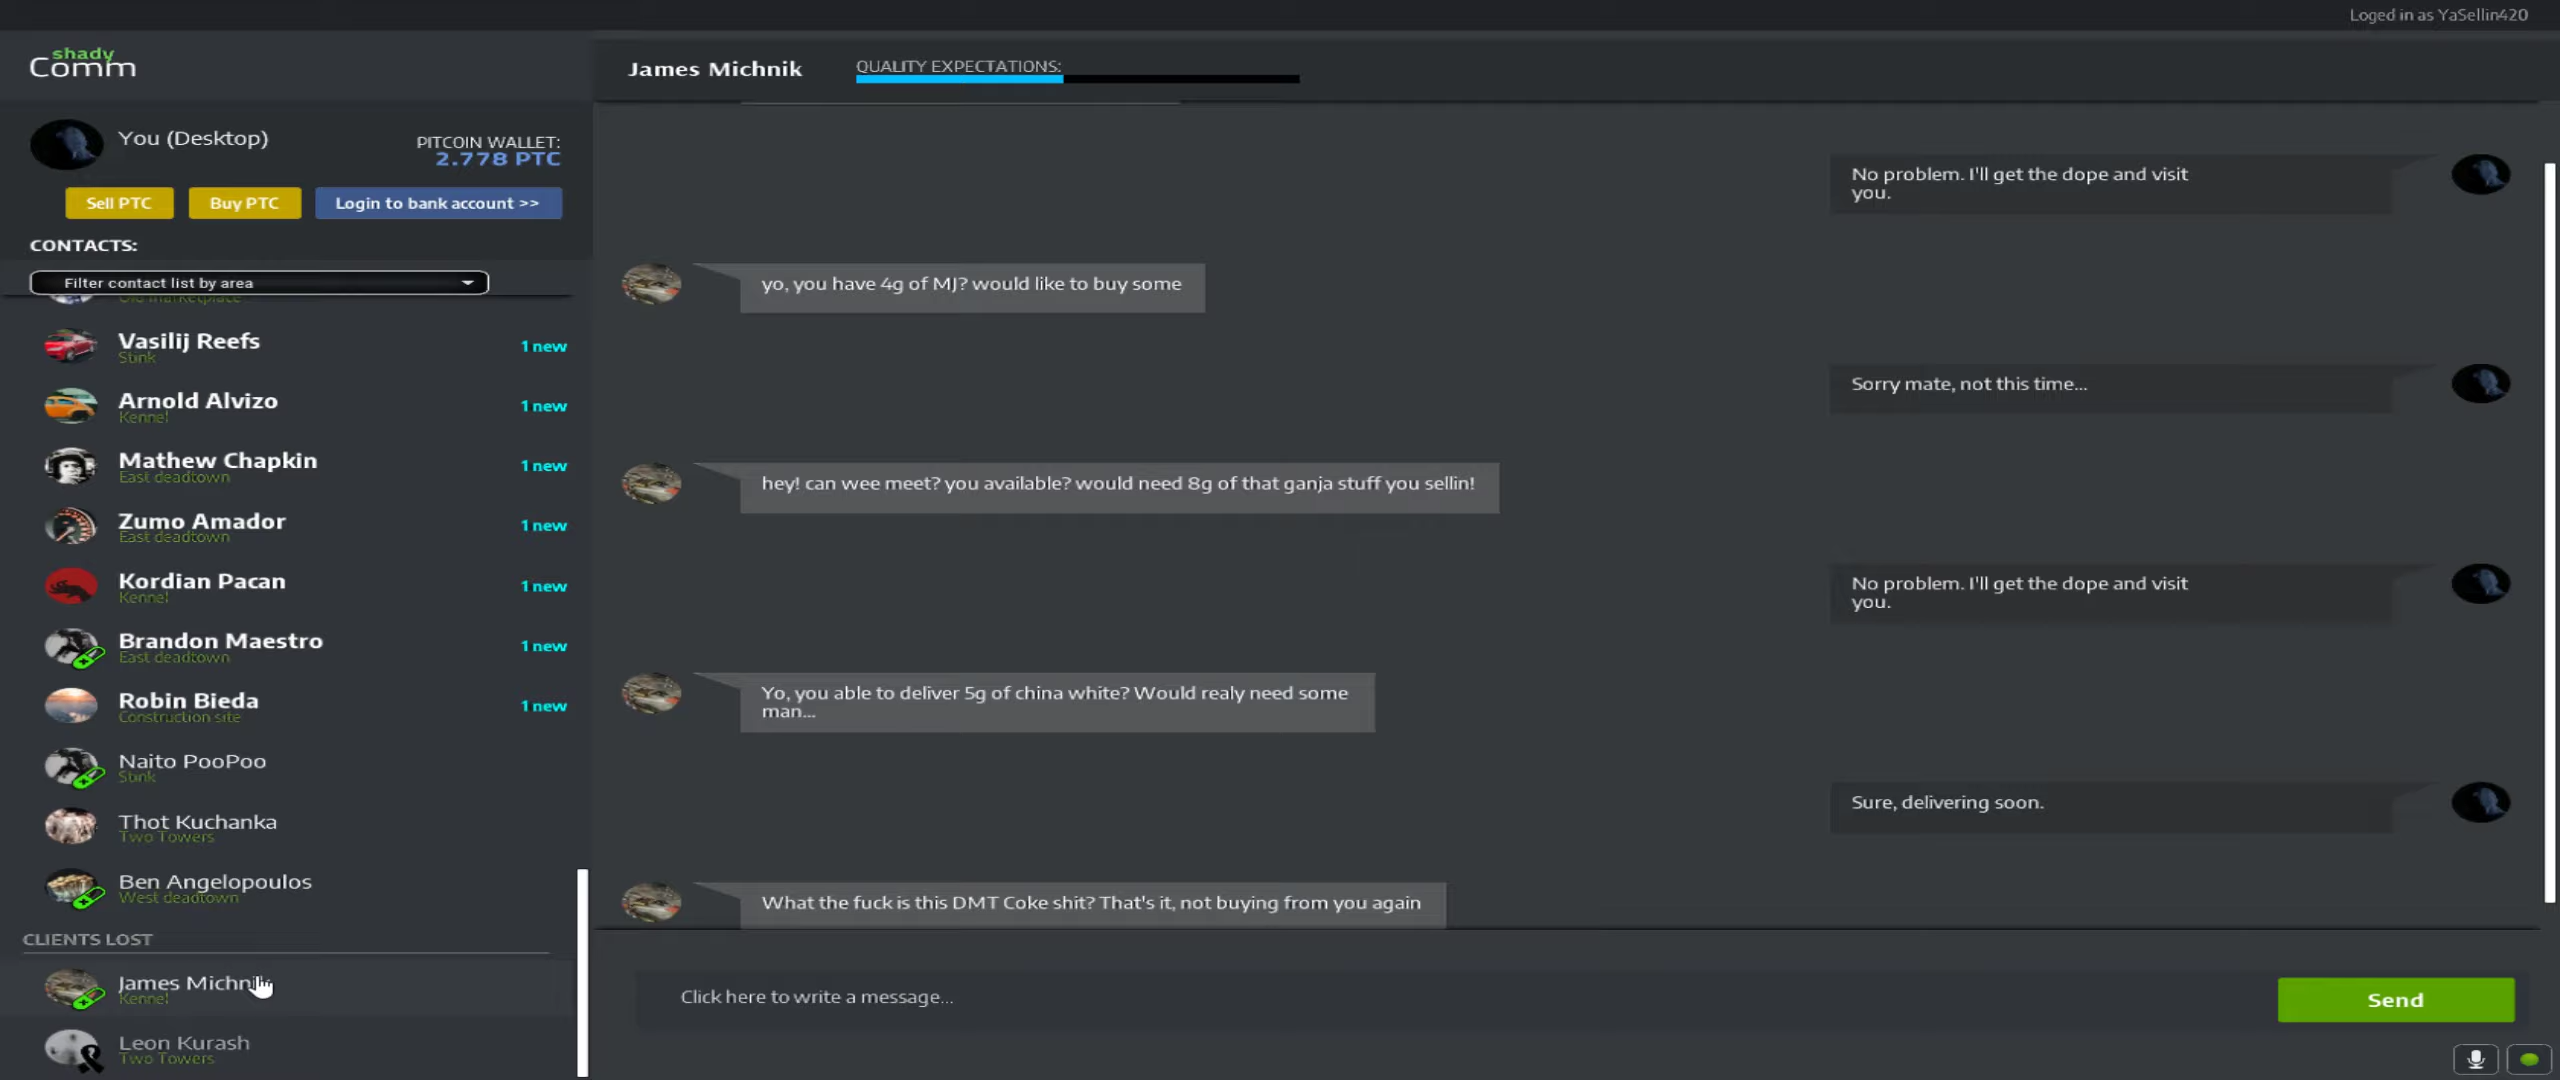 Loged in as YaSellin420
shady
Comm
You (Desktop)
PITCOIN WALLET:
2.778 PTC
Sell PTC
Buy PTC
Login to bank account >>
CONTACTS:
Filter contact list by area
Old marketplace
Vasilij Reefs
1 new
Stink
Arnold Alvizo
1 new
Kennel
Mathew Chapkin
1 new
East deadtown
Zumo Amador
1 new
East deadtown
Kordian Pacan
1 new
Kennel
Brandon Maestro
1 new
East deadtown
Robin Bieda
1 new
Construction site
Naito PooPoo
Stink
Thot Kuchanka
Two Towers
Ben Angelopoulos
West deadtown
CLIENTS LOST
James Michnik
Kennel
Leon Kurash
Two Towers
James Michnik
QUALITY EXPECTATIONS:
No problem. I'll get the dope and visit
you.
yo, you have 4g of MJ? would like to buy some
Sorry mate, not this time...
hey! can wee meet? you available? would need 8g of that ganja stuff you sellin!
No problem. I'll get the dope and visit
you.
Yo, you able to deliver 5g of china white? Would realy need some
man...
Sure, delivering soon.
What the fuck is this DMT Coke shit? That's it, not buying from you again
Click here to write a message...
Send